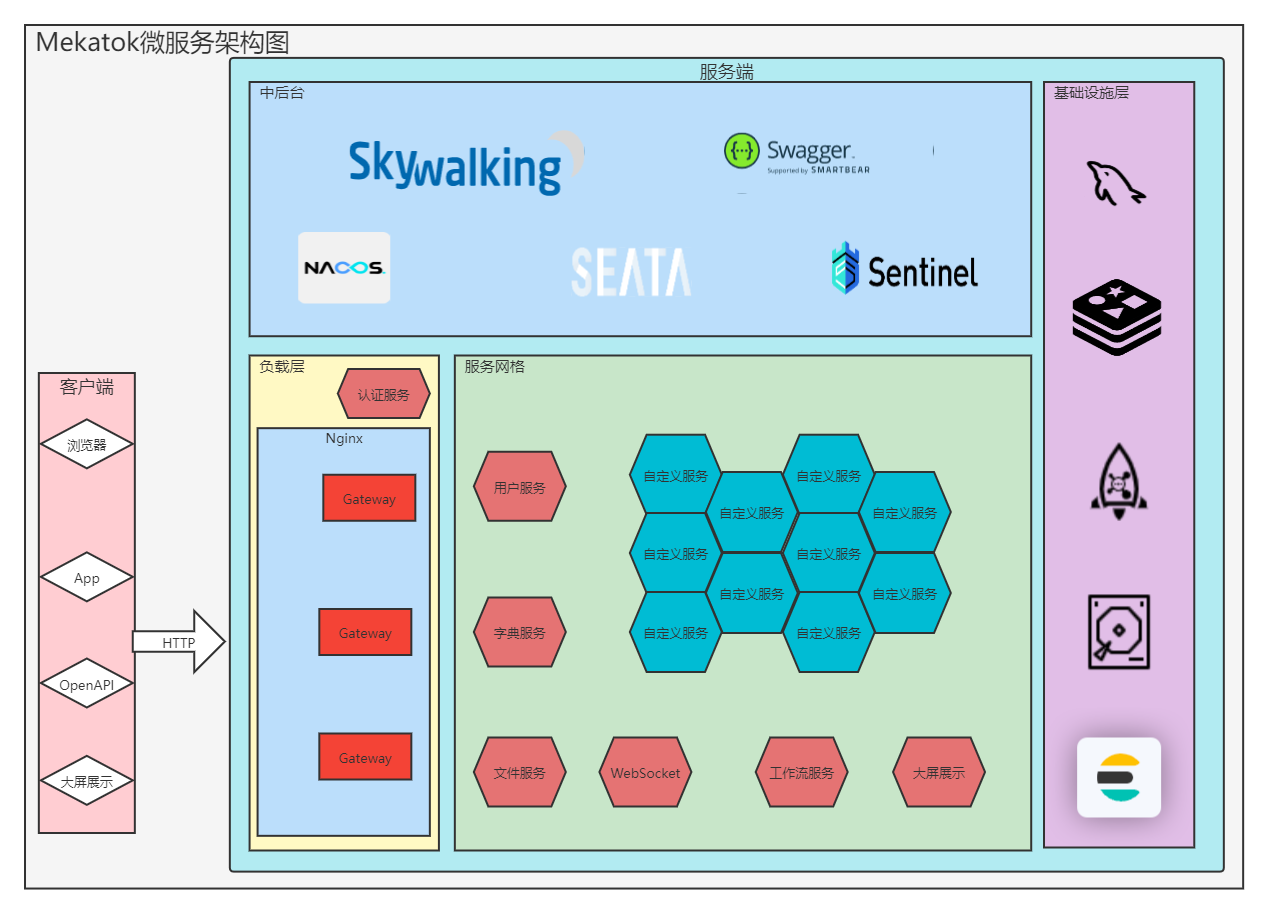 Mekatok微服务架构图
服务端
中后台
Skywalking
Swagger.
Supported by SMARTBEAR
NACOS.
SEATA
Sentinel
基础设施层
客户端
浏览器
App
OpenAPI
大屏展示
HTTP
负载层
认证服务
Nginx
Gateway
Gateway
Gateway
服务网格
用户服务
字典服务
文件服务
WebSocket
工作流服务
大屏展示
自定义服务
自定义服务
自定义服务
自定义服务
自定义服务
自定义服务
自定义服务
自定义服务
自定义服务
自定义服务